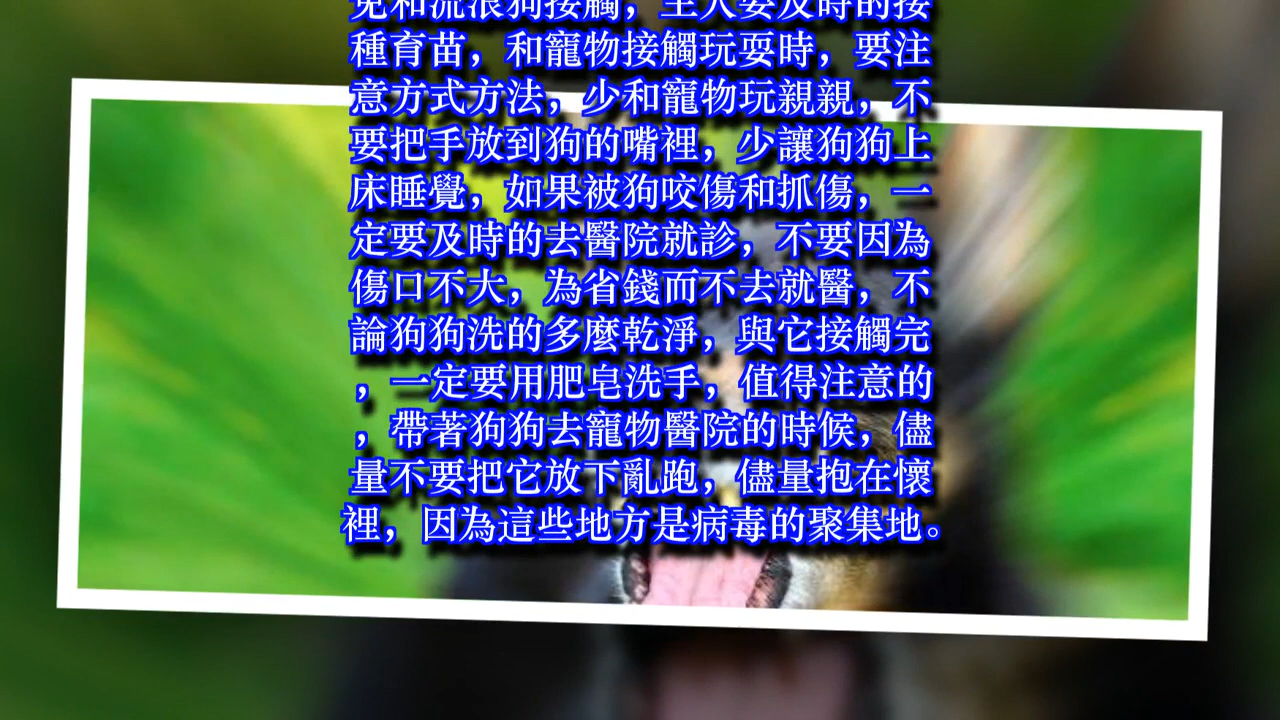 免和流浪狗接觸，主人要及時的接
種育苗，和寵物接觸玩耍時，要注
意方式方法，少和寵物玩親親，不
要把手放到狗的嘴裡，少讓狗狗上
床睡覺，如果被狗咬傷和抓傷，一
定要及時的去醫院就診，不要因為
傷口不大，為省錢而不去就醫，不
論狗狗洗的多麼乾淨，與它接觸完
，一定要用肥皂洗手，值得注意的
，帶著狗狗去寵物醫院的時候，儘
量不要把它放下亂跑，儘量抱在懷
裡，因為這些地方是病毒的聚集地。